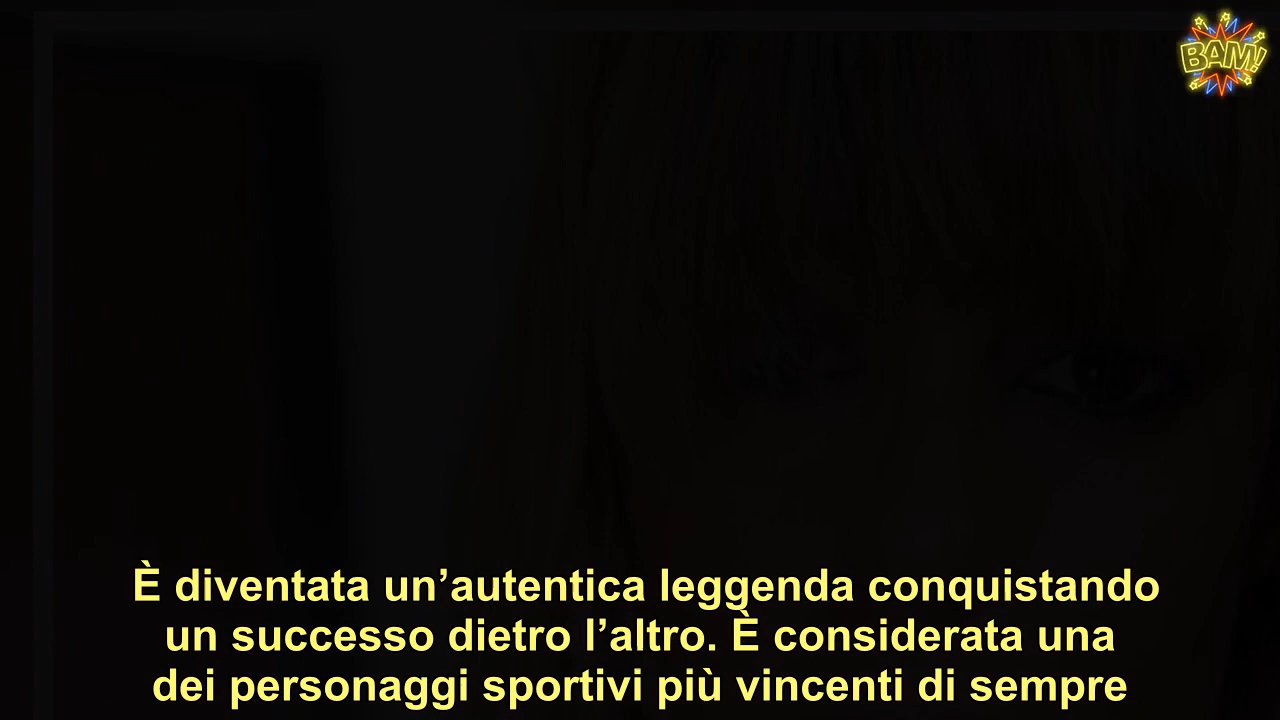 BAM!
È diventata un’autentica leggenda conquistando
un successo dietro l’altro. È considerata una
dei personaggi sportivi più vincenti di sempre